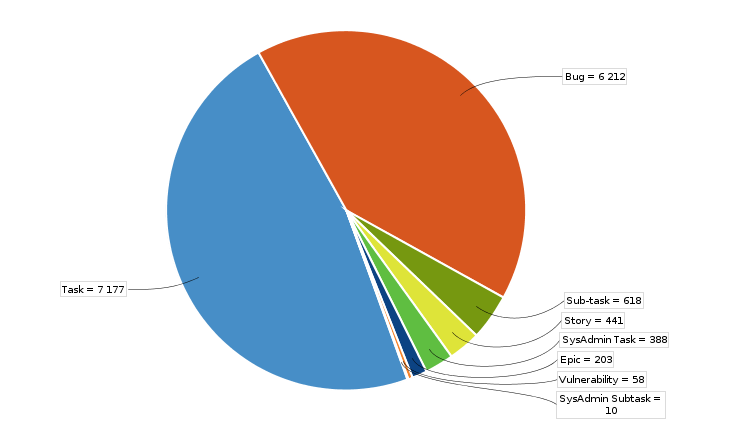 Bug = 6 212
Task = 7 177
Sub-task = 618
Story = 441
SysAdmin Task = 388
Epic = 203
Vulnerability = 58
SysAdmin Subtask =
10